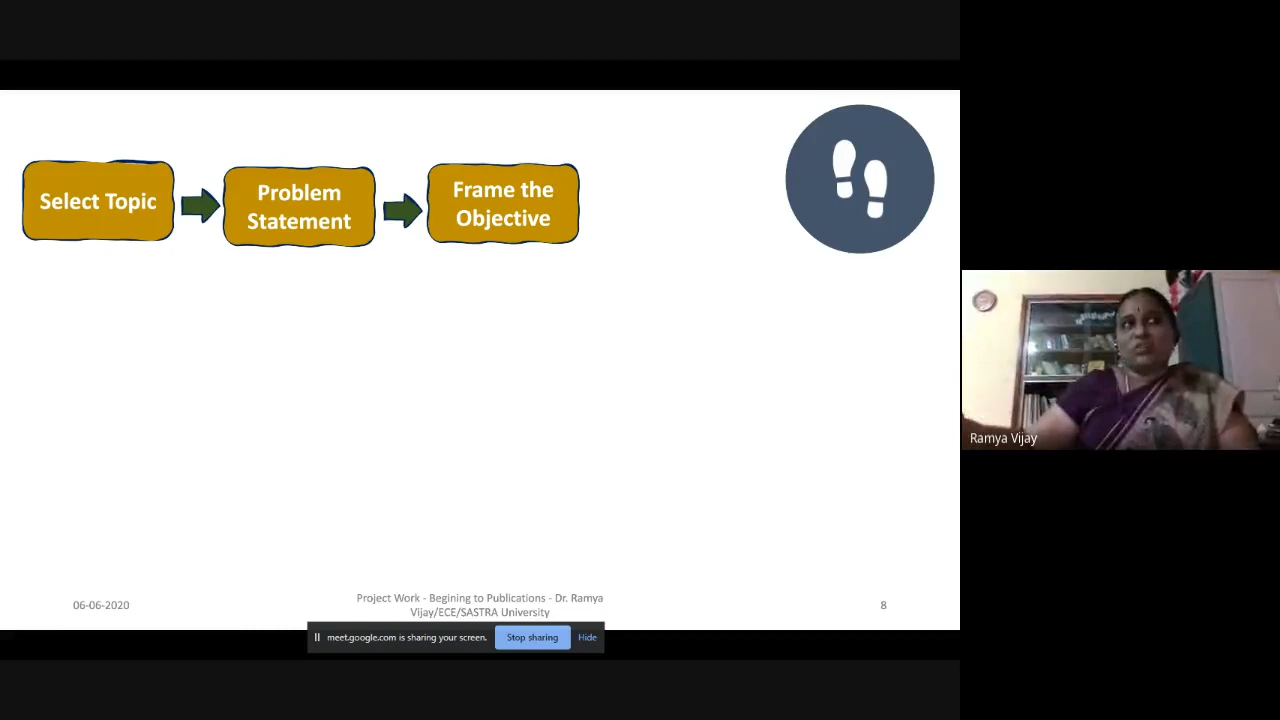 Select Topic
Problem
Statement
Frame the
Objective
Ramya Vijay
06-06-2020
Project Work - Begining to Publications - Dr. Ramya
Vijay/ECE/SASTRA University
8
meet.google.com is sharing your screen.
Stop sharing
Hide